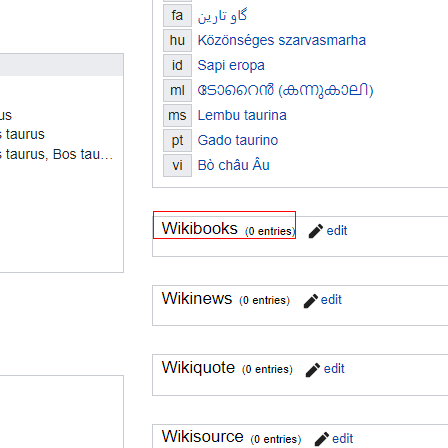 fa گاو تارین
hu Közönséges szarvasmarha
id Sapi eropa
ml ടോറൈൻ (കന്നുകാലി)
us
ms Lembu taurina
taurus
pt Gado taurino
taurus, Bos tau…
vi Bò châu Âu
Wikibooks (0 entries) edit
Wikinews (0 entries) edit
Wikiquote (0 entries) edit
Wikisource (0 entries) edit